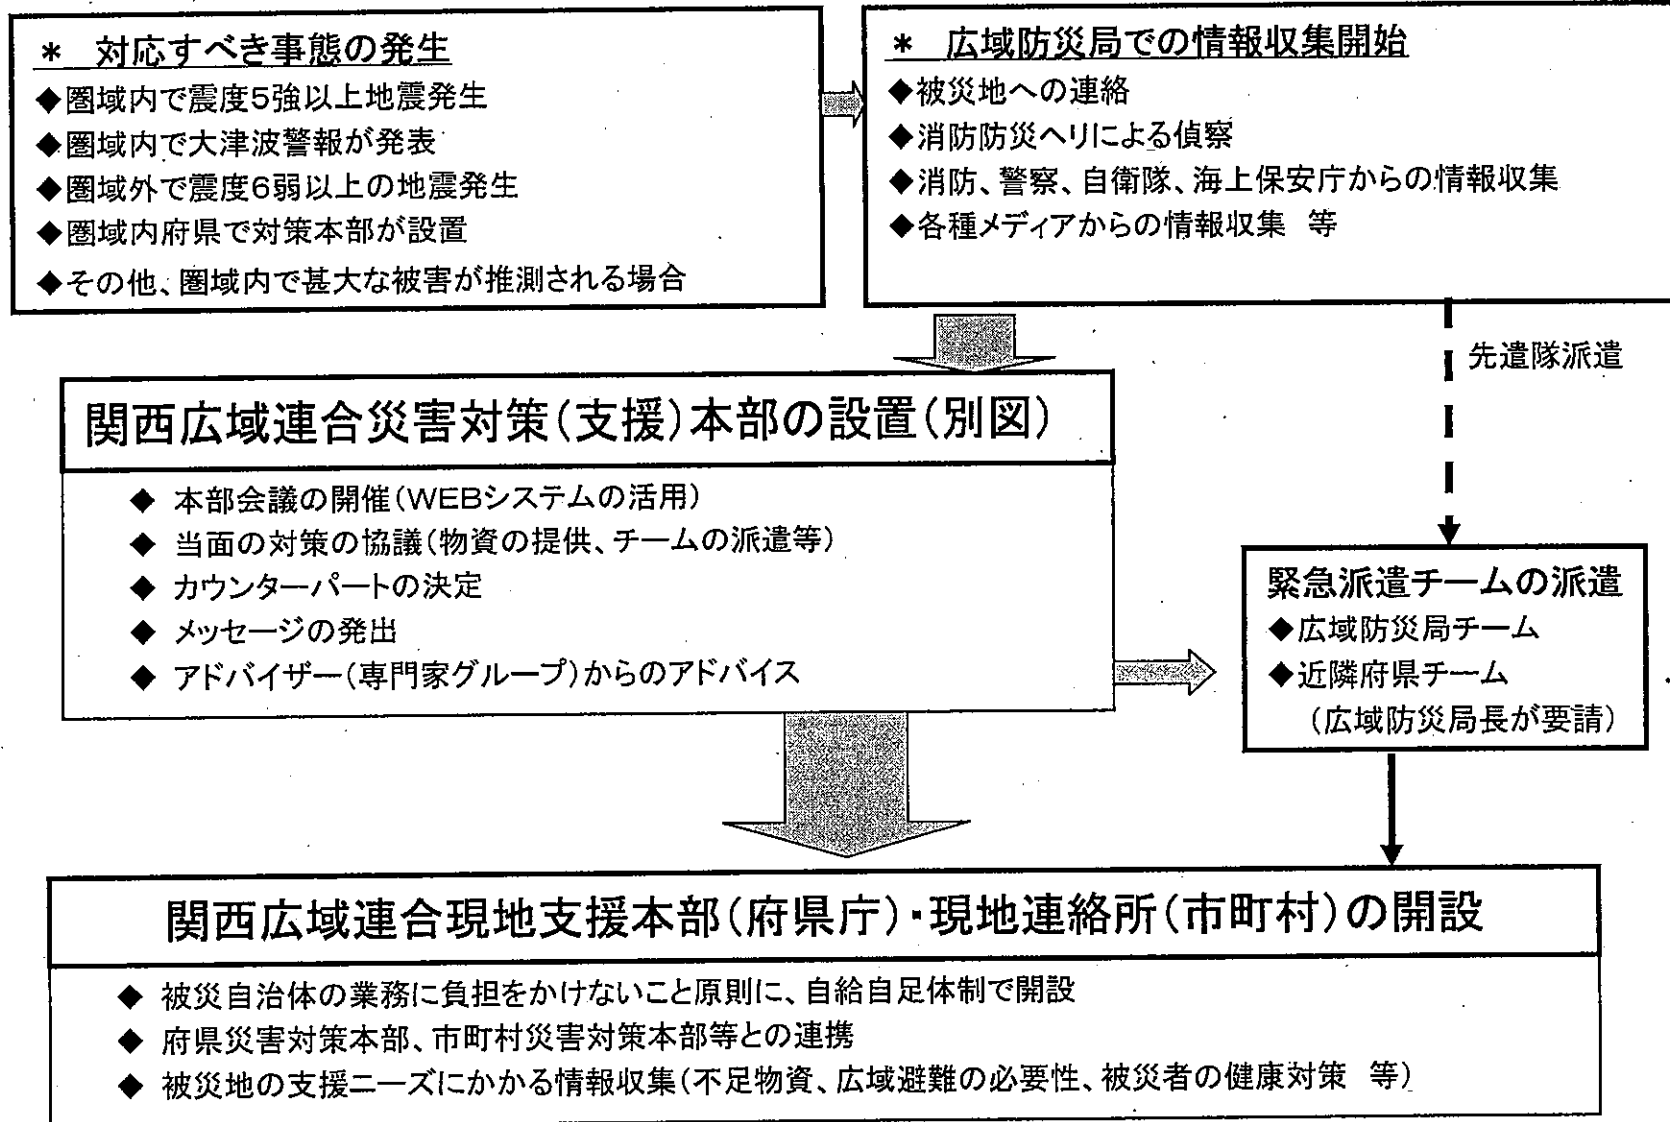 ＊ 対応すべき事態の発生
◆圏域内で震度5強以上地震発生
◆圏域内で大津波警報が発表
◆圏域外で震度6弱以上の地震発生
◆圏域内府県で対策本部が設置
◆その他、圏域内で甚大な被害が推測される場合
＊ 広域防災局での情報収集開始
◆被災地への連絡
◆消防防災ヘリによる偵察
◆消防、警察、自衛隊、海上保安庁からの情報収集
◆各種メディアからの情報収集 等
先遣隊派遣
関西広域連合災害対策(支援)本部の設置(別図)
◆ 本部会議の開催(WEBシステムの活用)
◆ 当面の対策の協議(物資の提供、チームの派遣等)
◆ カウンターパートの決定
◆ メッセージの発出
◆ アドバイザー(専門家グループ)からのアドバイス
緊急派遣チームの派遣
◆広域防災局チーム
◆近隣府県チーム
(広域防災局長が要請)
関西広域連合現地支援本部(府県庁)・現地連絡所(市町村)の開設
◆ 被災自治体の業務に負担をかけないこと原則に、自給自足体制で開設
◆ 府県災害対策本部、市町村災害対策本部等との連携
◆ 被災地の支援ニーズにかかる情報収集(不足物資、広域避難の必要性、被災者の健康対策 等)